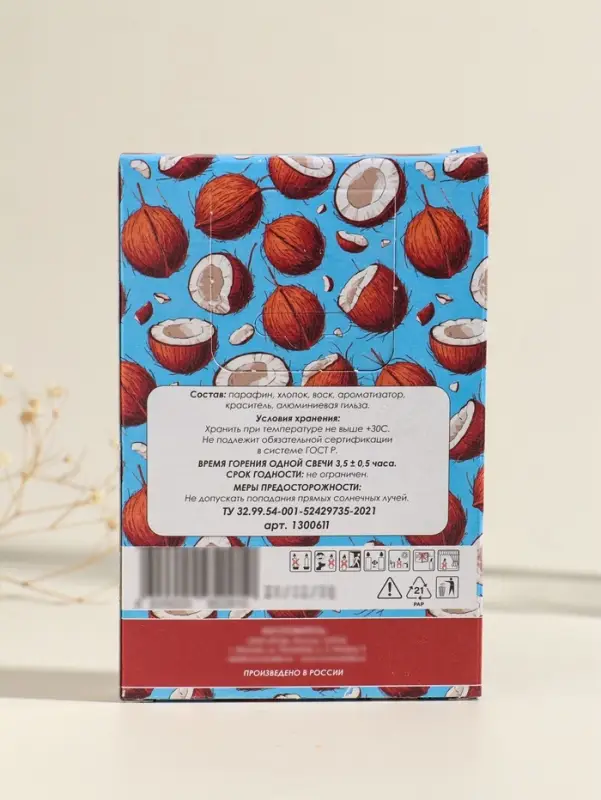 Состав: парафин, хлопок, воск, ароматизатор,
краситель, алюминиевая гильза.
Условия хранения:
Хранить при температуре не выше +30С.
Не подлежит обязательной сертификации
в системе ГОСТ Р.
ВРЕМЯ ГОРЕНИЯ ОДНОЙ СВЕЧИ 3,5 ± 0,5 часа.
СРОК ГОДНОСТИ: не ограничен.
МЕРЫ ПРЕДОСТОРОЖНОСТИ:
Не допускать попадания прямых солнечных лучей.
ТУ 32.99.54-001-52429735-2021
арт. 1300611
21
PAP
ПРОИЗВЕДЕНО В РОССИИ